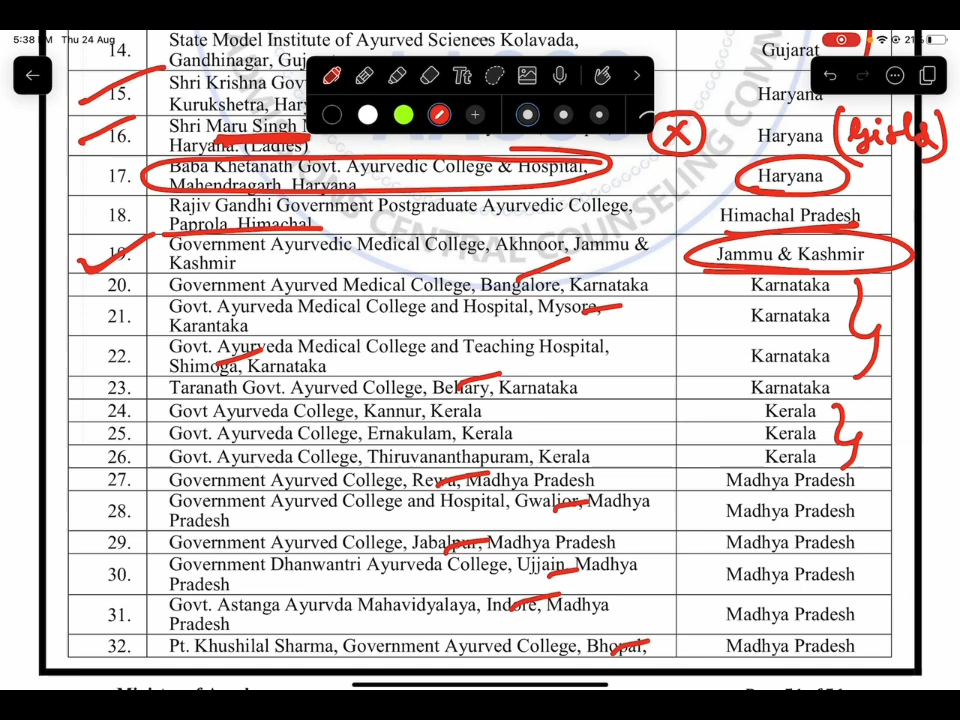 5:38 PM Thu 24 Aug
21%
14. State Model Institute of Ayurved Sciences Kolavada,
Gandhinagar, Guj
Gujarat
15. Shri Krishna Gov
Kurukshetra, Har
Haryana
16. Shri Maru Singh
Haryana. (Ladies)
Haryana
(Girls)
X
Tt
17. Baba Khetanath Govt. Ayurvedic College & Hospital,
Mahendragarh, Haryana
Haryana
18. Rajiv Gandhi Government Postgraduate Ayurvedic College,
Paprola, Himachal
Himachal Pradesh
19. Government Ayurvedic Medical College, Akhnoor, Jammu &
Kashmir
Jammu & Kashmir
20. Government Ayurved Medical College, Bangalore, Karnataka
Karnataka
21. Govt. Ayurveda Medical College and Hospital, Mysore,
Karantaka
Karnataka
22. Govt. Ayurveda Medical College and Teaching Hospital,
Shimoga, Karnataka
Karnataka
23. Taranath Govt. Ayurved College, Bellary, Karnataka
Karnataka
24. Govt Ayurveda College, Kannur, Kerala
Kerala
25. Govt. Ayurveda College, Ernakulam, Kerala
Kerala
26. Govt. Ayurveda College, Thiruvananthapuram, Kerala
Kerala
27. Government Ayurved College, Rewa, Madhya Pradesh
Madhya Pradesh
28. Government Ayurved College and Hospital, Gwalior, Madhya
Pradesh
Madhya Pradesh
29. Government Ayurved College, Jabalpur, Madhya Pradesh
Madhya Pradesh
30. Government Dhanwantri Ayurveda College, Ujjain, Madhya
Pradesh
Madhya Pradesh
31. Govt. Astanga Ayurvda Mahavidyalaya, Indore, Madhya
Pradesh
Madhya Pradesh
32. Pt. Khushilal Sharma, Government Ayurved College, Bhopal,
Madhya Pradesh